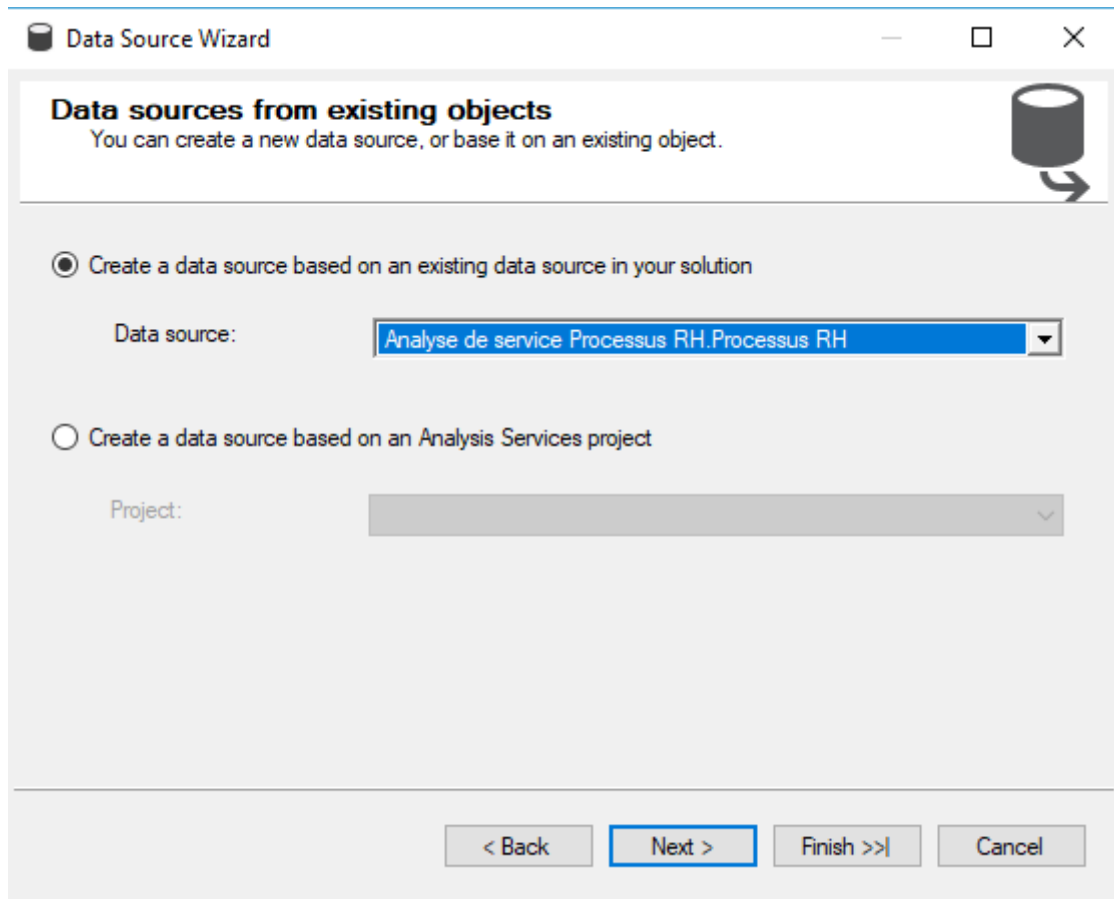 Data Source Wizard
Data sources from existing objects
You can create a new data source, or base it on an existing object.
Create a data source based on an existing data source in your solution
Data source: Analyse de service Processus RH.Processus RH
Create a data source based on an Analysis Services project
Project:
< Back Next > Finish >>| Cancel